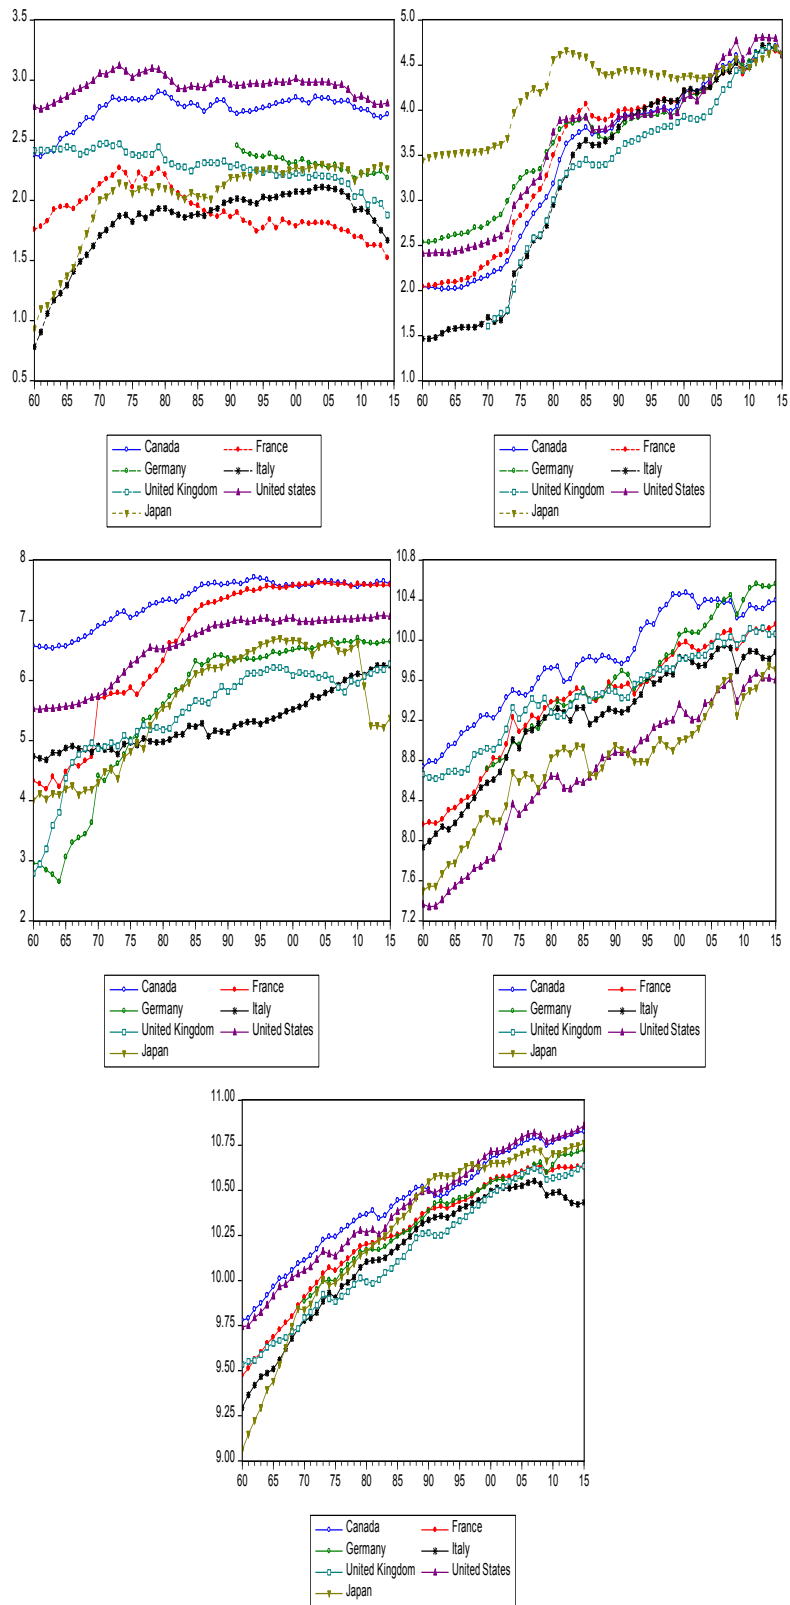 3.5
3.0
2.5
2.0
1.5
1.0
0.5
60 65 70 75 80 85 90 95 00 05 10 15
Canada France
Germany Italy
United Kingdom United states
Japan
5.0
4.5
4.0
3.5
3.0
2.5
2.0
1.5
1.0
60 65 70 75 80 85 90 95 00 05 10 15
Canada France
Germany Italy
United Kingdom United States
Japan
8
7
6
5
4
3
2
60 65 70 75 80 85 90 95 00 05 10 15
Canada France
Germany Italy
United Kingdom United States
Japan
10.8
10.4
10.0
9.6
9.2
8.8
8.4
8.0
7.6
7.2
60 65 70 75 80 85 90 95 00 05 10 15
Canada France
Germany Italy
United Kingdom United States
Japan
11.00
10.75
10.50
10.25
10.00
9.75
9.50
9.25
9.00
60 65 70 75 80 85 90 95 00 05 10 15
Canada France
Germany Italy
United Kingdom United States
Japan